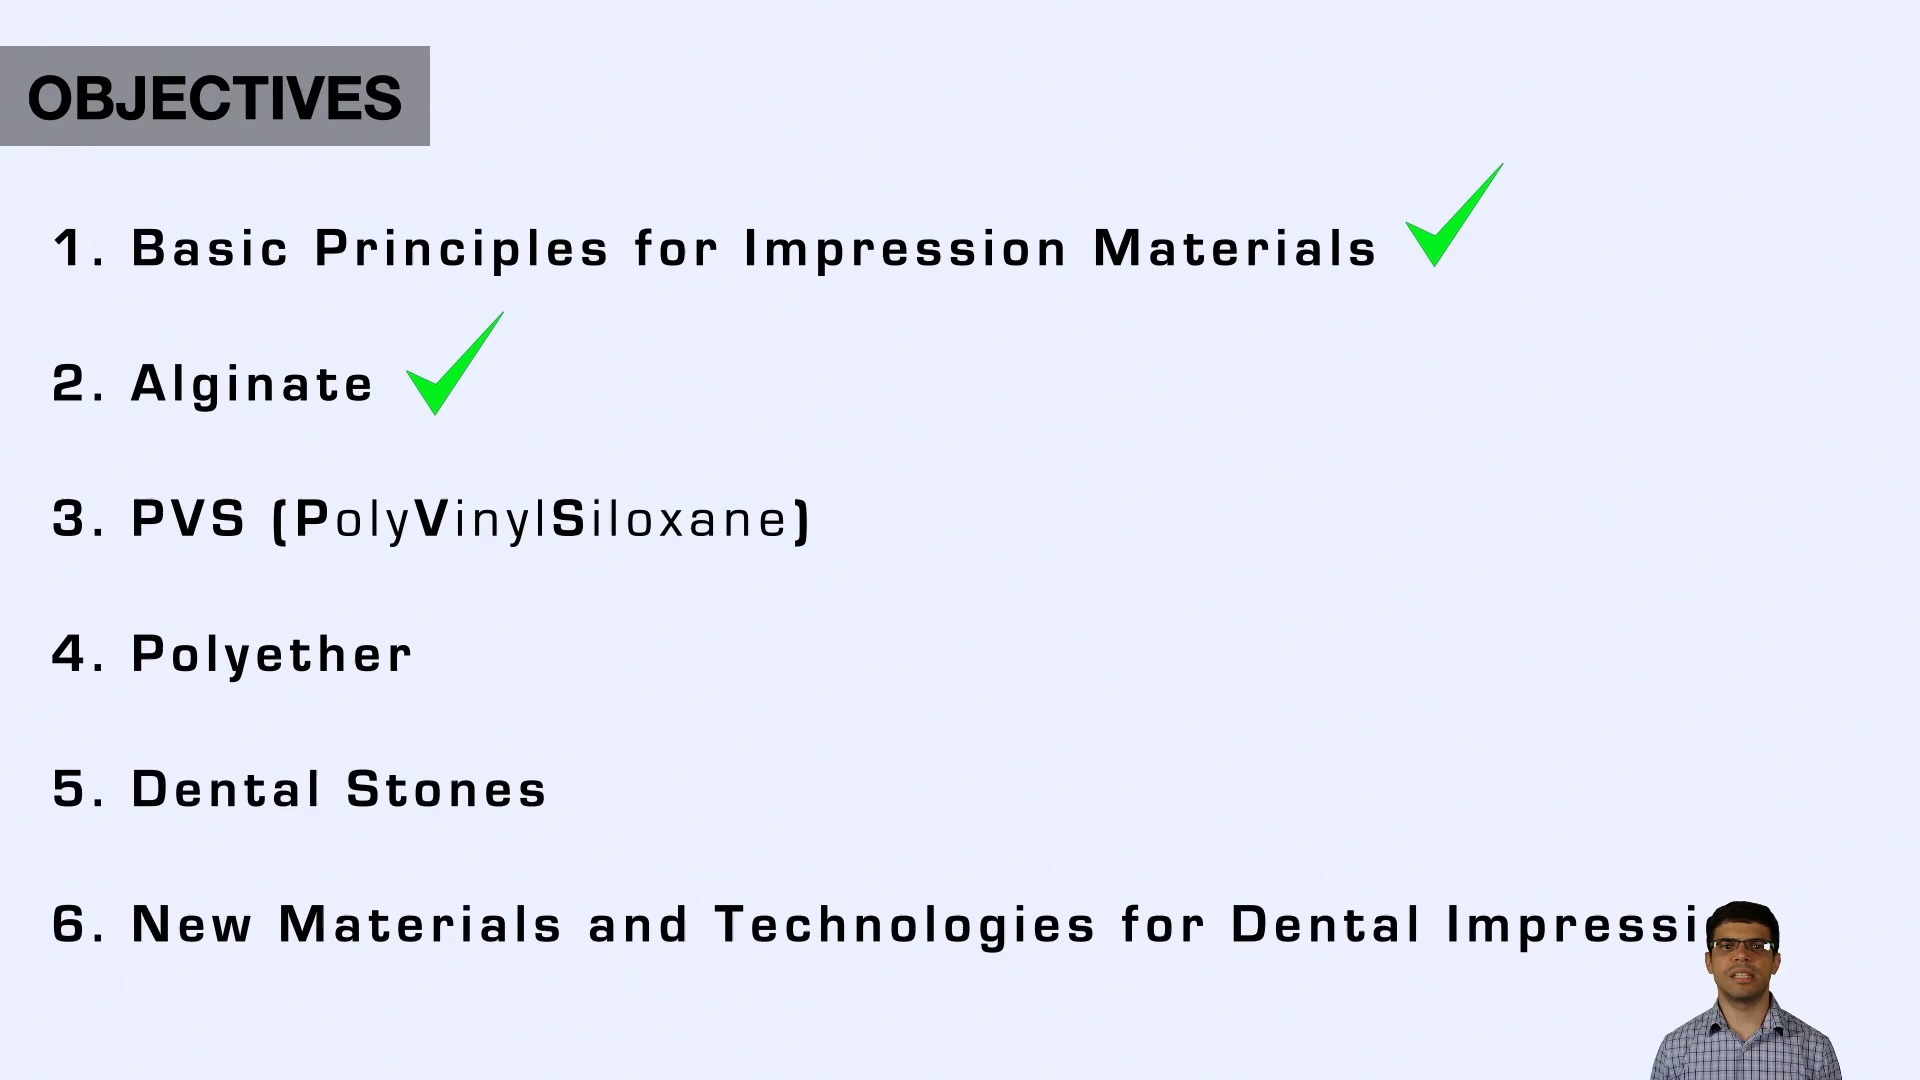 OBJECTIVES
1. Basic Principles for Impression Materials
2. Alginate
3. PVS (PolyVinylSiloxane)
4. Polyether
5. Dental Stones
6. New Materials and Technologies for Dental